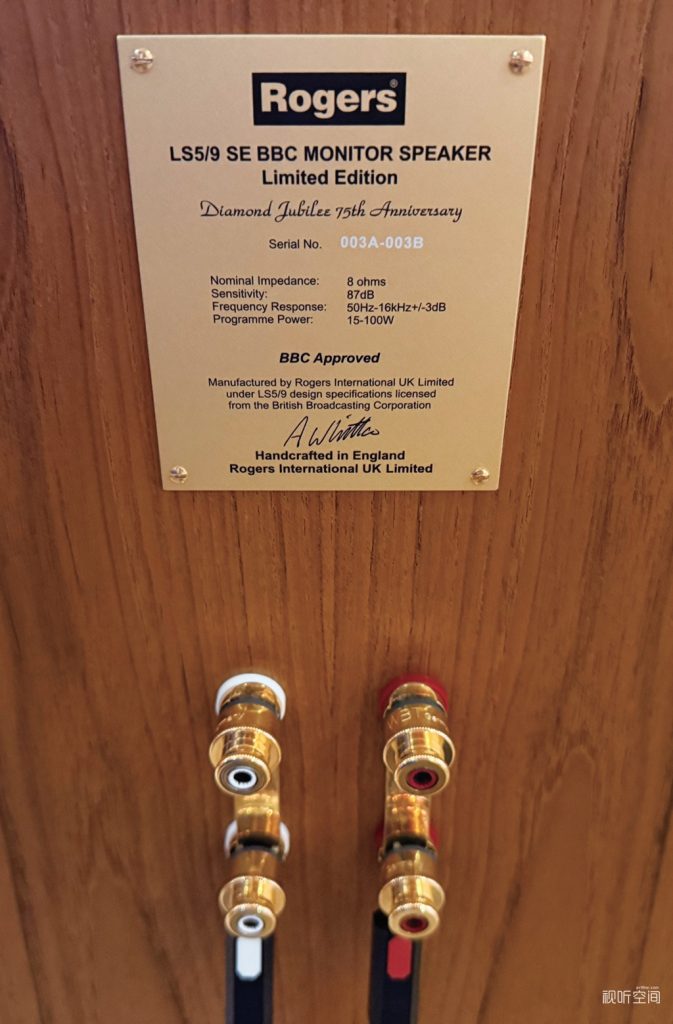 Rogers®
LS5/9 SE BBC MONITOR SPEAKER
Limited Edition
Diamond Jubilee 75th Anniversary
Serial No. 003A-003B
Nominal Impedance: 8 ohms
Sensitivity: 87dB
Frequency Response: 50Hz-16kHz+/-3dB
Programme Power: 15-100W
BBC Approved
Manufactured by Rogers International UK Limited
under LS5/9 design specifications licensed
from the British Broadcasting Corporation
Handcrafted in England
Rogers International UK Limited
视听空间